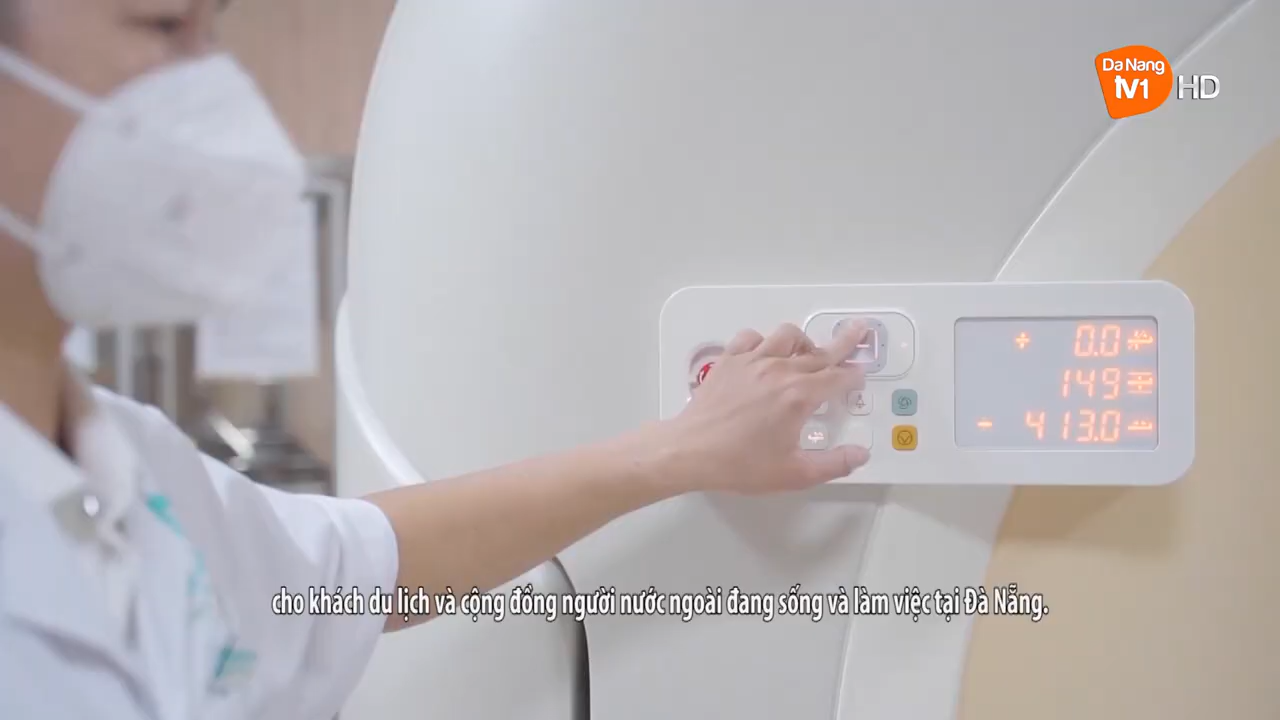 Da Nang
tv1 HD
+ 0.0
149
- 413.0
cho khách du lịch và cộng đồng người nước ngoài đang sống và làm việc tại Đà Nẵng.